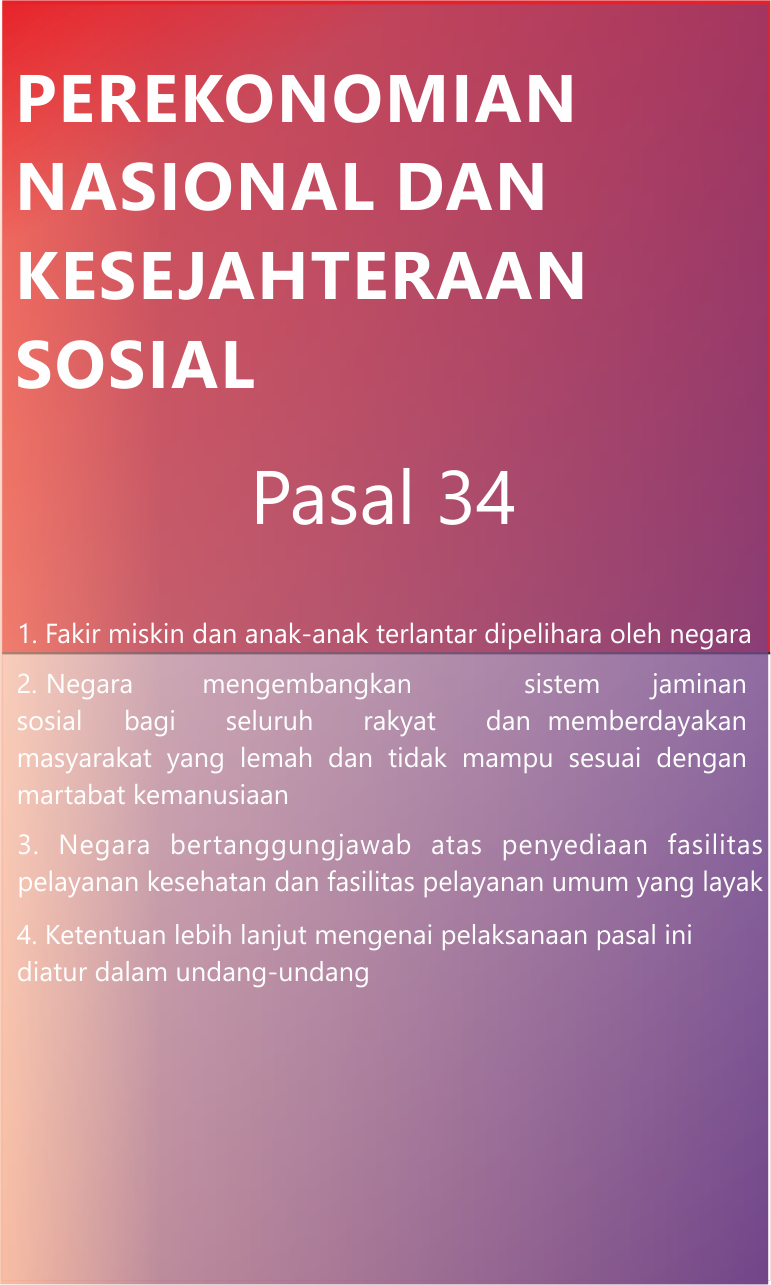 PEREKONOMIAN
NASIONAL DAN
KESEJAHTERAAN
SOSIAL
Pasal 34
1. Fakir miskin dan anak-anak terlantar dipelihara oleh negara
2. Negara mengembangkan sistem jaminan
sosial bagi seluruh rakyat dan memberdayakan
masyarakat yang lemah dan tidak mampu sesuai dengan
martabat kemanusiaan
3. Negara bertanggungjawab atas penyediaan fasilitas
pelayanan kesehatan dan fasilitas pelayanan umum yang layak
4. Ketentuan lebih lanjut mengenai pelaksanaan pasal ini
diatur dalam undang-undang